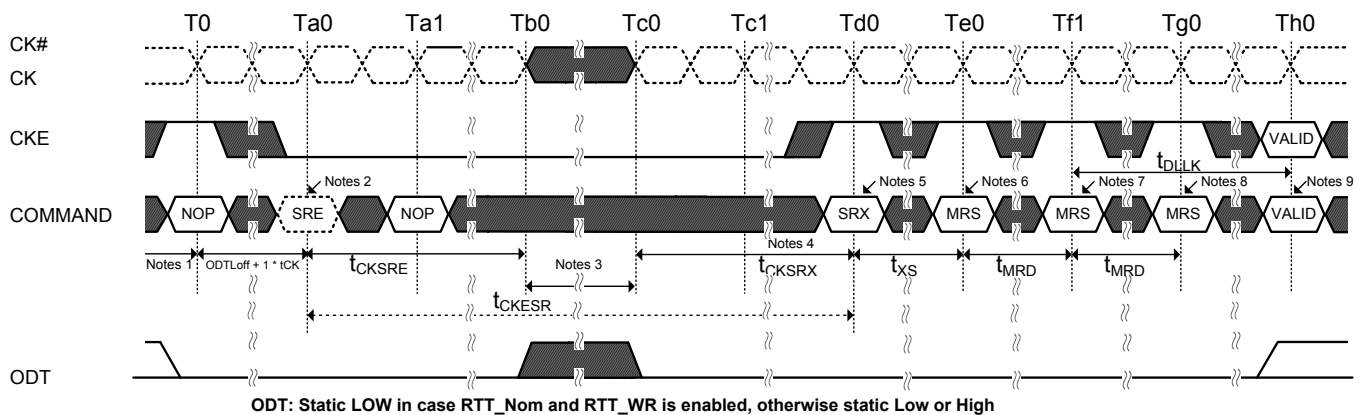 T0 Ta0 Ta1 Tb0 Tc0 Tc1 Td0 Te0 Tf1 Tg0 Th0
CK#
CK
CKE
VALID
tDLLK
Notes 2 Notes 5 Notes 6 Notes 7 Notes 8 Notes 9
COMMAND
NOP SRE NOP SRX MRS MRS MRS VALID
Notes 1 ODTLoff + 1 * tCK tCKSRE Notes 3 Notes 4 tCKSRX tXS tMRD tMRD
tCKESR
ODT
ODT: Static LOW in case RTT_Nom and RTT_WR is enabled, otherwise static Low or High